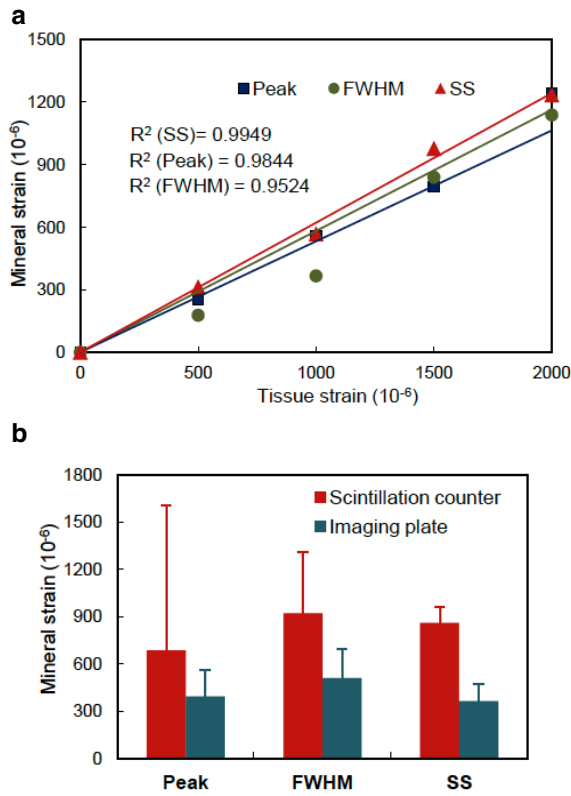 a
1500
1200
900
600
300
0
Peak FWHM SS
R² (SS)= 0.9949
R² (Peak) = 0.9844
R² (FWHM) = 0.9524
Mineral strain (10⁻⁶)
0 500 1000 1500 2000
Tissue strain (10⁻⁶)
b
1800
1500
1200
900
600
300
0
Scintillation counter
Imaging plate
Mineral strain (10⁻⁶)
Peak FWHM SS